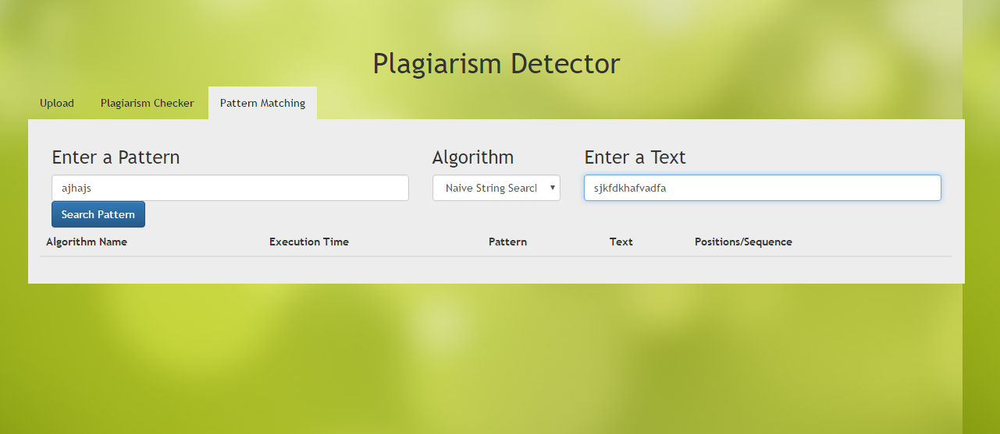 Plagiarism Detector
Upload Plagiarism Checker Pattern Matching
Enter a Pattern Algorithm Enter a Text
ajhajs Naive String Search sjkfdkhafvadfa
Search Pattern
Algorithm Name Execution Time Pattern Text Positions/Sequence